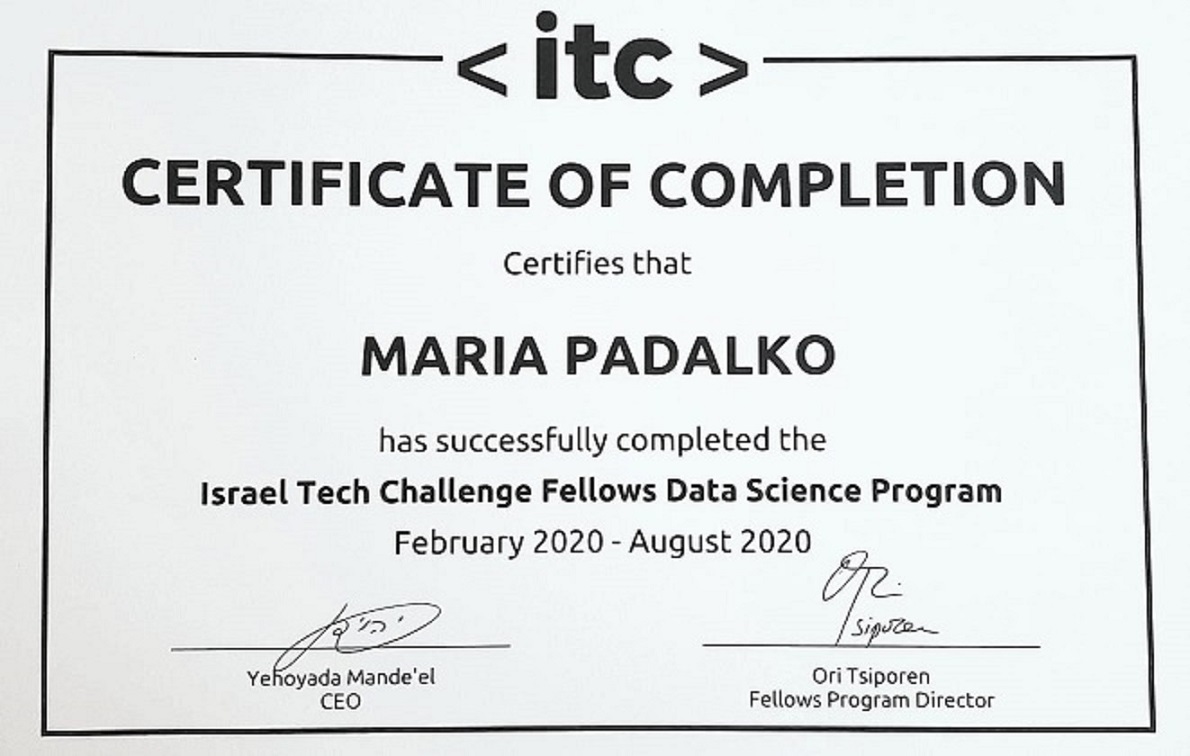 < itc >
CERTIFICATE OF COMPLETION
Certifies that
MARIA PADALKO
has successfully completed the
Israel Tech Challenge Fellows Data Science Program
February 2020 - August 2020
Ori
Siporen
Yehoyada Mande'el
CEO
Ori Tsiporen
Fellows Program Director